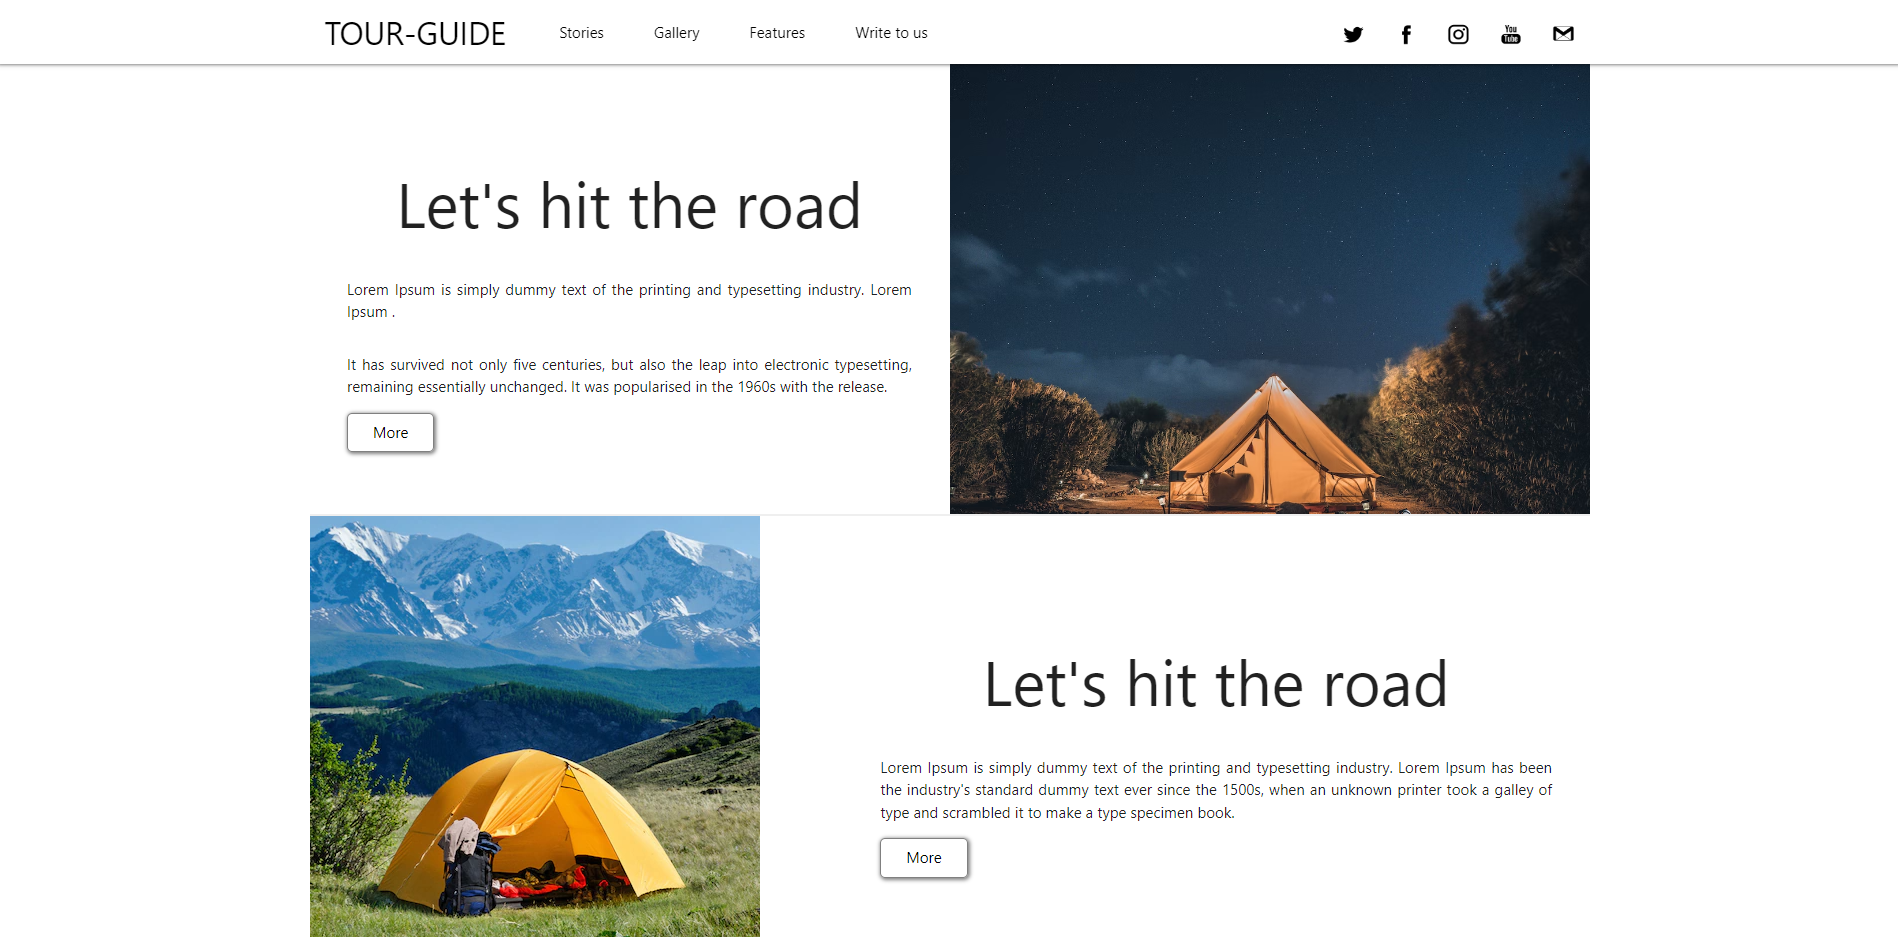 TOUR-GUIDE Stories Gallery Features Write to us You Tube
Let's hit the road
Lorem Ipsum is simply dummy text of the printing and typesetting industry. Lorem
Ipsum .
It has survived not only five centuries, but also the leap into electronic typesetting,
remaining essentially unchanged. It was popularised in the 1960s with the release.
More
Let's hit the road
Lorem Ipsum is simply dummy text of the printing and typesetting industry. Lorem Ipsum has been
the industry's standard dummy text ever since the 1500s, when an unknown printer took a galley of
type and scrambled it to make a type specimen book.
More